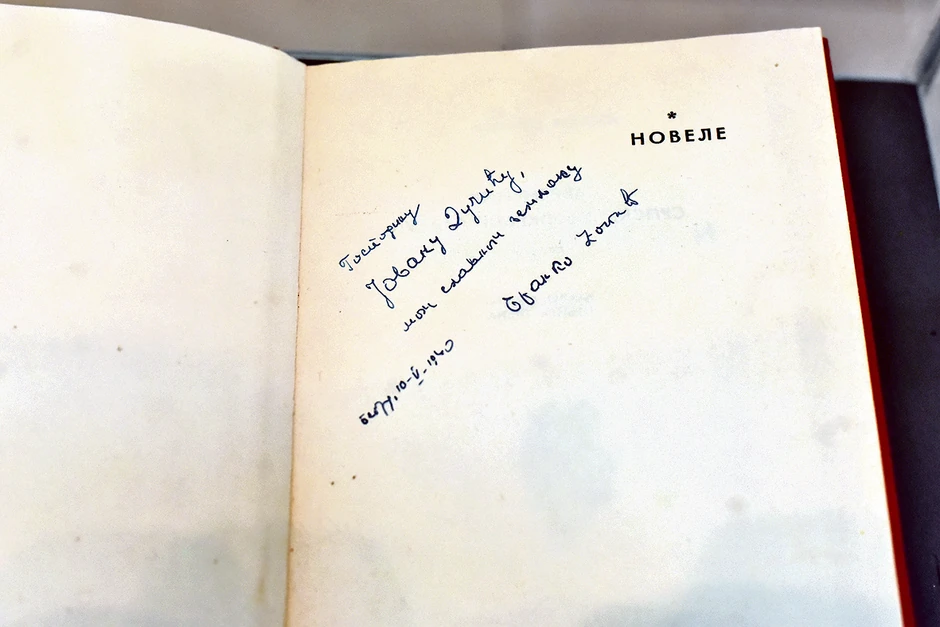 *
НОВЕЛЕ
Господину
Јовану Дучићу,
мом славном земљаку
Бранко Ћопић
Беогр, 10-V-1940